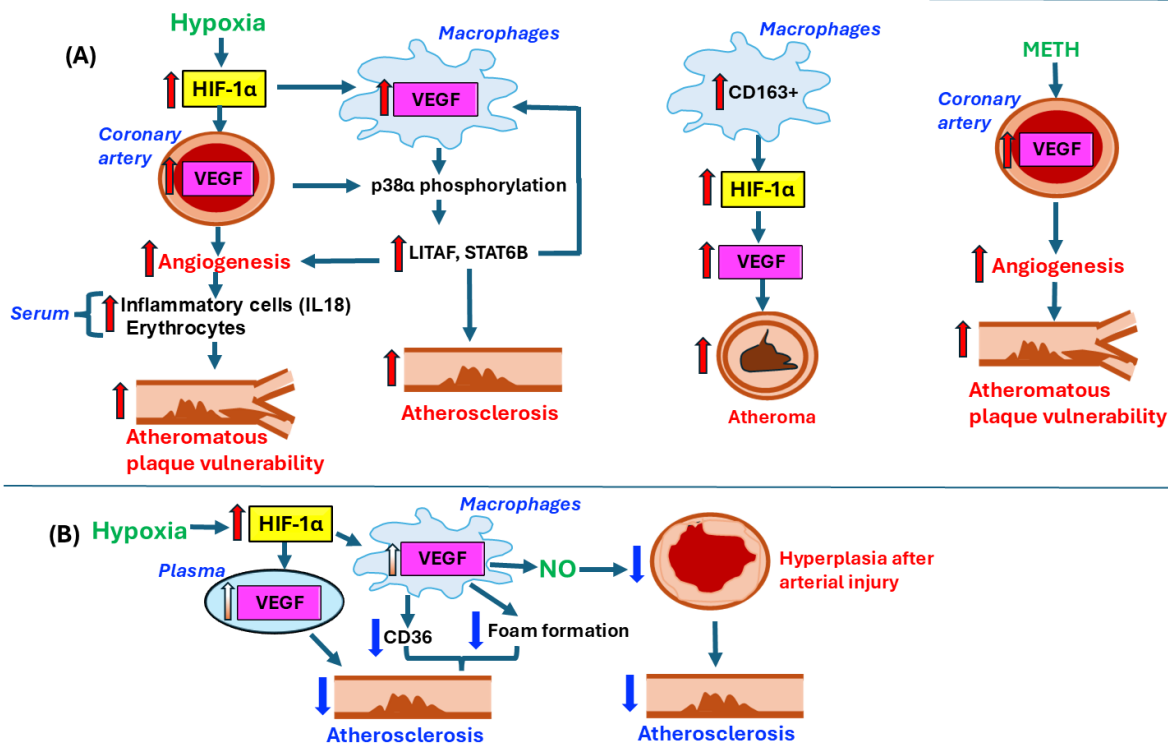 (A)
Hypoxia
HIF-1α
Coronary
artery
VEGF
Angiogenesis
Serum
Inflammatory cells (IL18)
Erythrocytes
Atheromatous
plaque vulnerability
Macrophages
VEGF
p38α phosphorylation
LITAF, STAT6B
Atherosclerosis
Macrophages
CD163+
HIF-1α
VEGF
Atheroma
METH
Coronary
artery
VEGF
Angiogenesis
Atheromatous
plaque vulnerability
(B)
Hypoxia
HIF-1α
Plasma
VEGF
Macrophages
VEGF
NO
Hyperplasia after
arterial injury
CD36
Foam formation
Atherosclerosis
Atherosclerosis